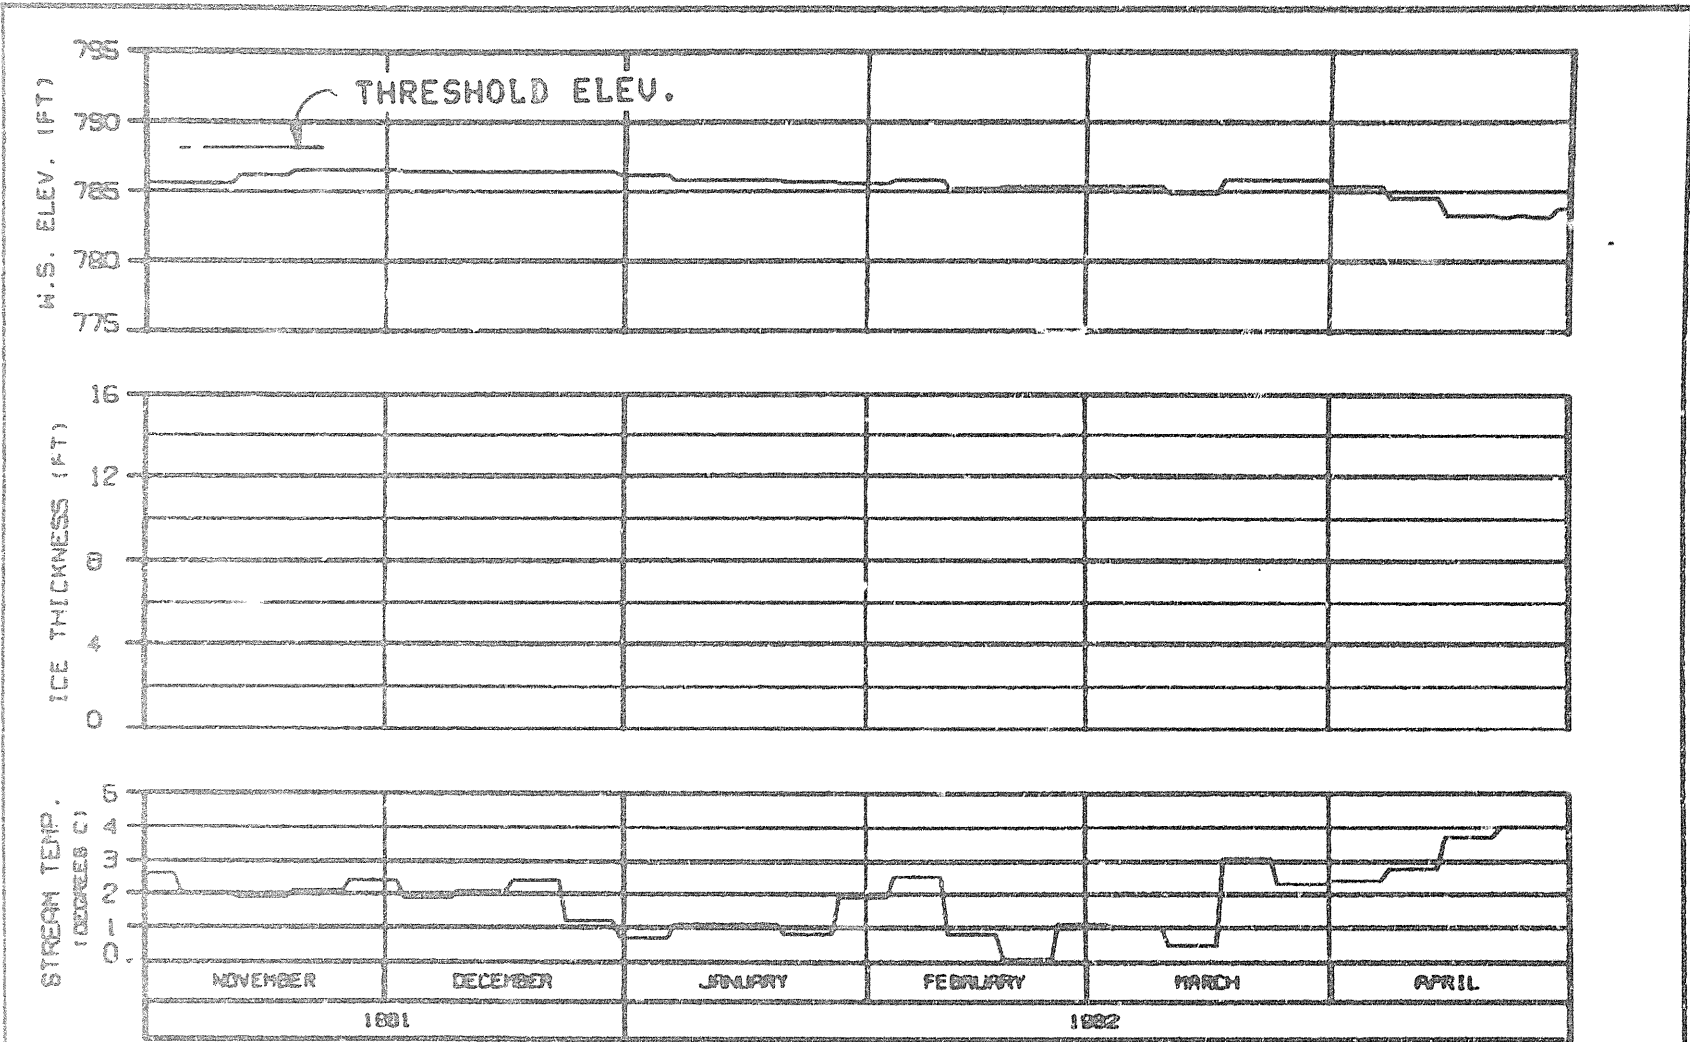 795
THRESHOLD ELEV.
790
785
780
775
W.S. ELEV. (FT)
16
12
8
4
0
ICE THICKNESS (FT)
5
4
3
2
1
0
STREAM TEMP.
(DEGREES C)
NOVEMBER DECEMBER JANUARY FEBRUARY MARCH APRIL
1981 1982